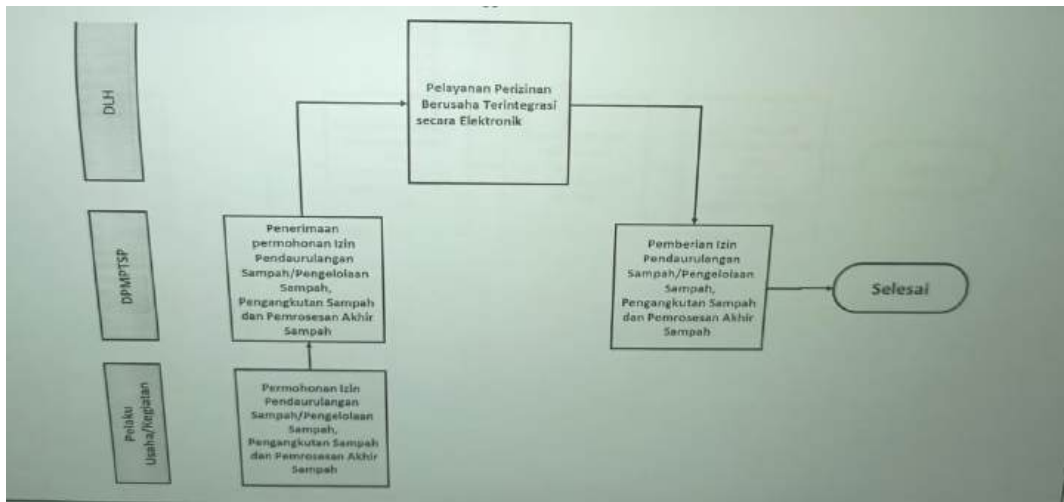 DLH
Pelayanan Perizinan
Berusaha Terintegrasi
secara Elektronik
DPMPTSP
Penerimaan
permohonan Izin
Pendaurulangan
Sampah/Pengelolaan
Sampah,
Pengangkutan Sampah
dan Pemrosesan Akhir
Sampah
Pemberian Izin
Pendaurulangan
Sampah/Pengelolaan
Sampah,
Pengangkutan Sampah
dan Pemrosesan Akhir
Sampah
Selesai
Pelaku
Usaha/Kegiatan
Permohonan Izin
Pendaurulangan
Sampah/Pengelolaan
Sampah,
Pengangkutan Sampah
dan Pemrosesan Akhir
Sampah